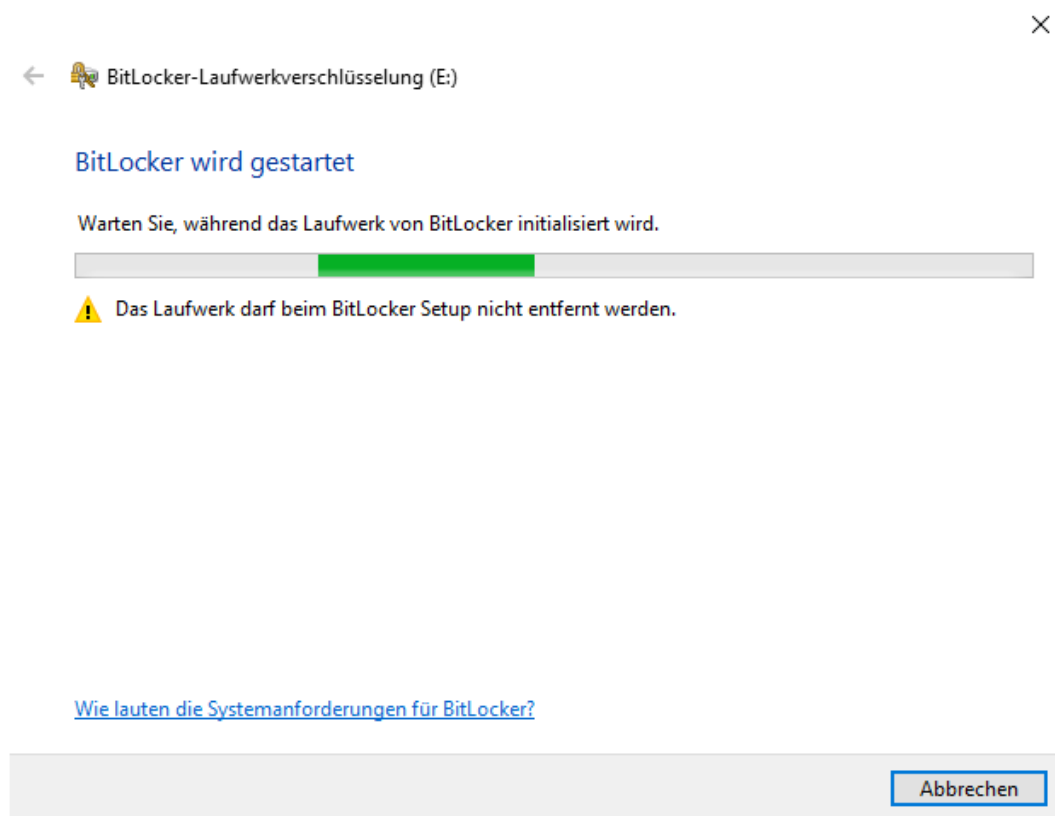 BitLocker-Laufwerkverschlüsselung (E:)
BitLocker wird gestartet
Warten Sie, während das Laufwerk von BitLocker initialisiert wird.
Das Laufwerk darf beim BitLocker Setup nicht entfernt werden.
Wie lauten die Systemanforderungen für BitLocker?
Abbrechen